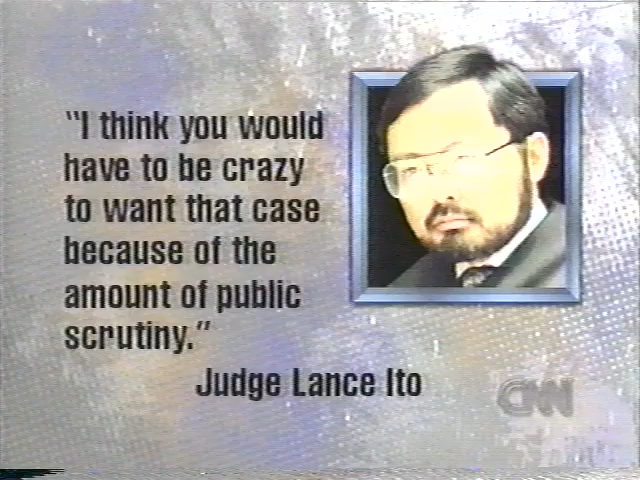 “I think you would
have to be crazy
to want that case
because of the
amount of public
scrutiny.”
Judge Lance Ito
CNN